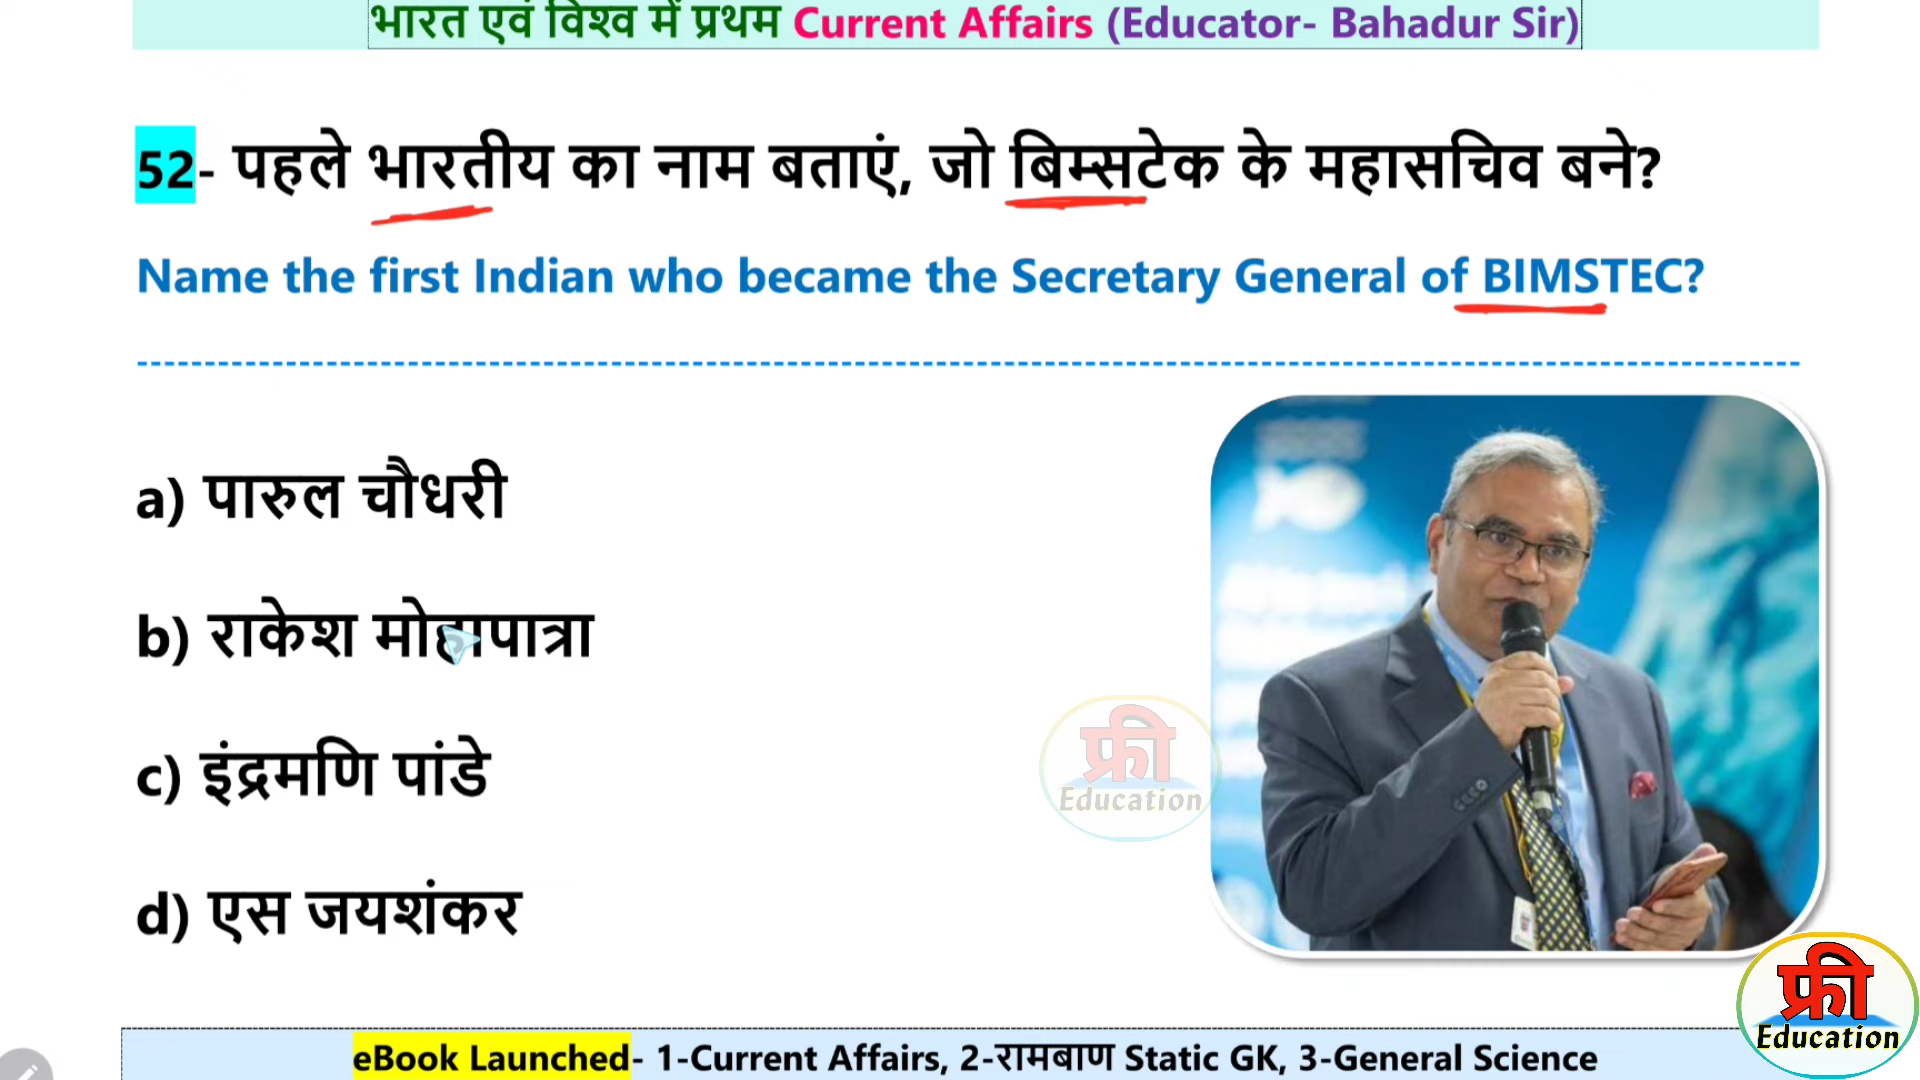 भारत एवं विश्व में प्रथम Current Affairs (Educator- Bahadur Sir)
52- पहले भारतीय का नाम बताएं, जो बिम्सटेक के महासचिव बने?
Name the first Indian who became the Secretary General of BIMSTEC?
a) पारुल चौधरी
b) राकेश मोहापात्रा
c) इंद्रमणि पांडे
d) एस जयशंकर
फ्री
Education
फ्री
Education
eBook Launched- 1-Current Affairs, 2-रामबाण Static GK, 3-General Science